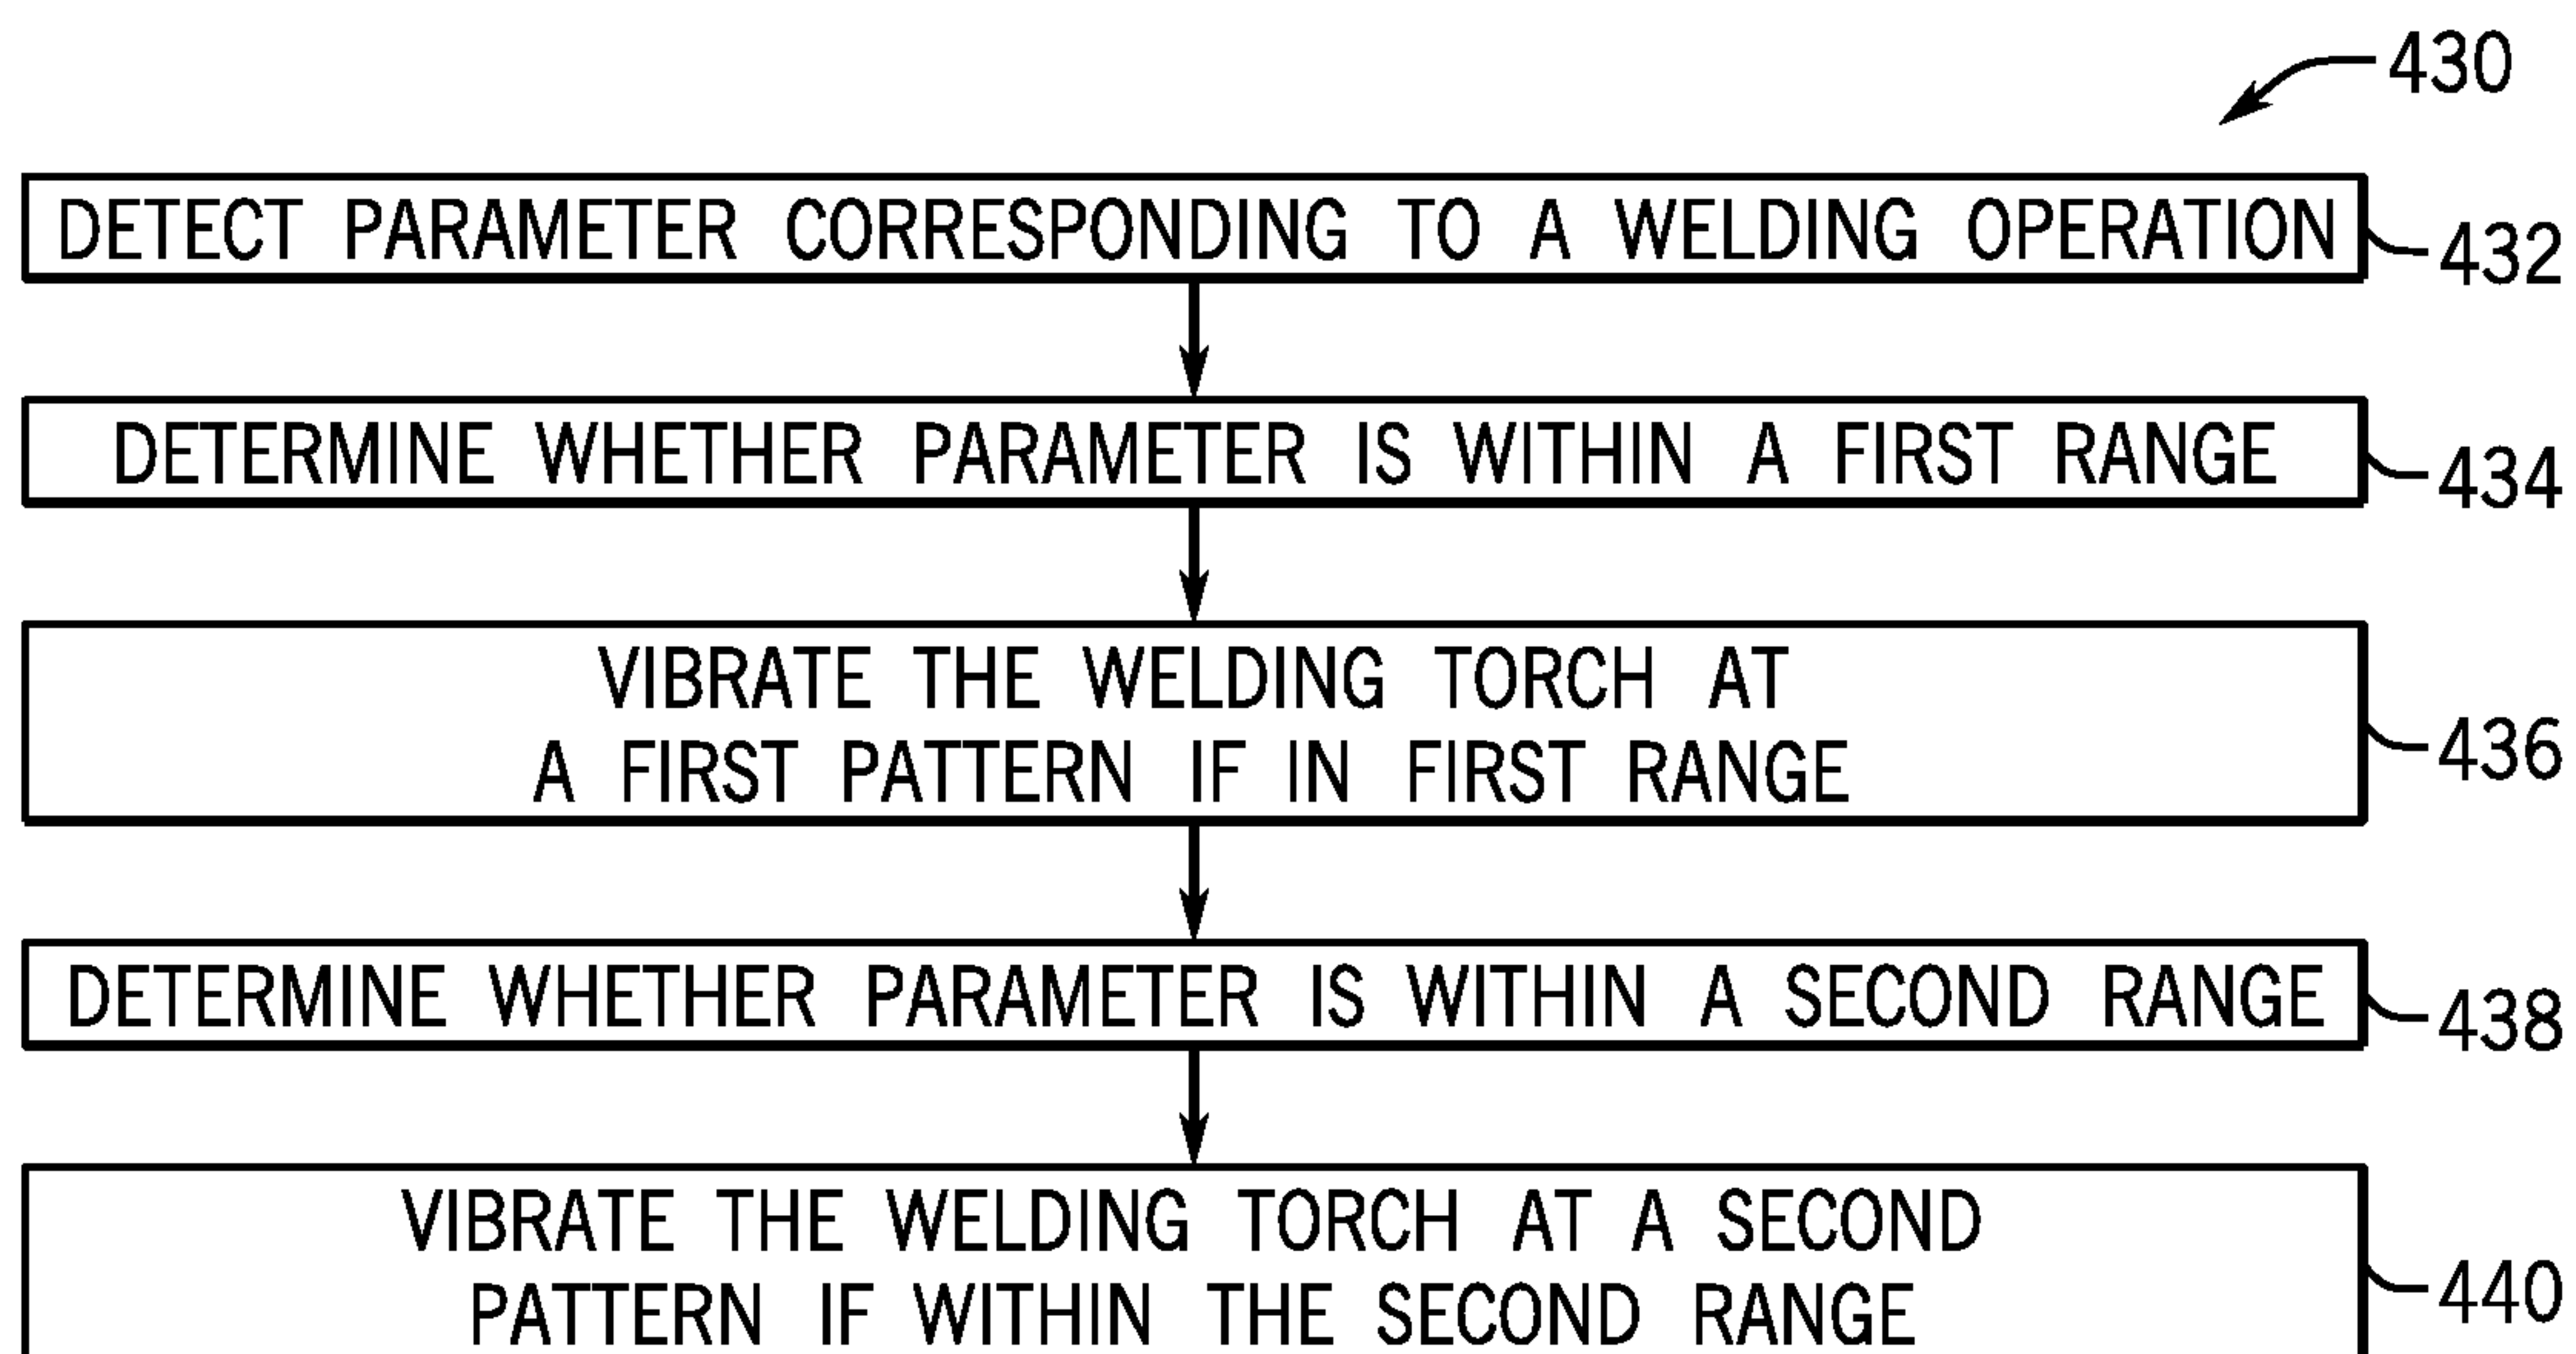 430
DETECT PARAMETER CORRESPONDING TO A WELDING OPERATION
432
DETERMINE WHETHER PARAMETER IS WITHIN A FIRST RANGE
434
VIBRATE THE WELDING TORCH AT
A FIRST PATTERN IF IN FIRST RANGE
436
DETERMINE WHETHER PARAMETER IS WITHIN A SECOND RANGE
438
VIBRATE THE WELDING TORCH AT A SECOND
PATTERN IF WITHIN THE SECOND RANGE
440